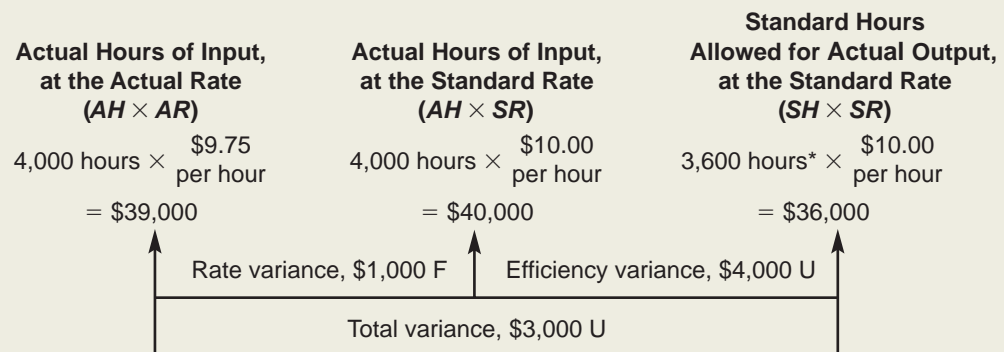 Actual Hours of Input,
at the Actual Rate
(AH × AR)
4,000 hours × $9.75
per hour
= $39,000
Actual Hours of Input,
at the Standard Rate
(AH × SR)
4,000 hours × $10.00
per hour
= $40,000
Standard Hours
Allowed for Actual Output,
at the Standard Rate
(SH × SR)
3,600 hours* × $10.00
per hour
= $36,000
Rate variance, $1,000 F
Efficiency variance, $4,000 U
Total variance, $3,000 U